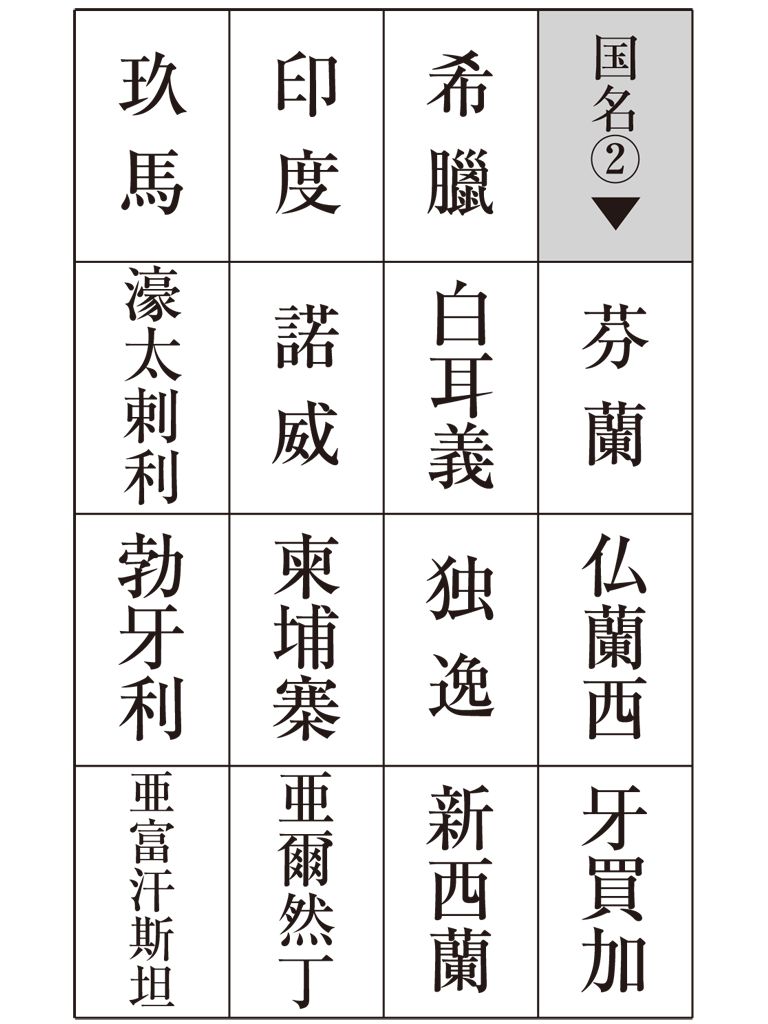 国名②▼
芬蘭
仏蘭西
牙買加
希臘
白耳義
独逸
新西蘭
印度
諾威
柬埔寨
亜爾然丁
玖馬
濠太剌利
勃牙利
亜富汗斯坦